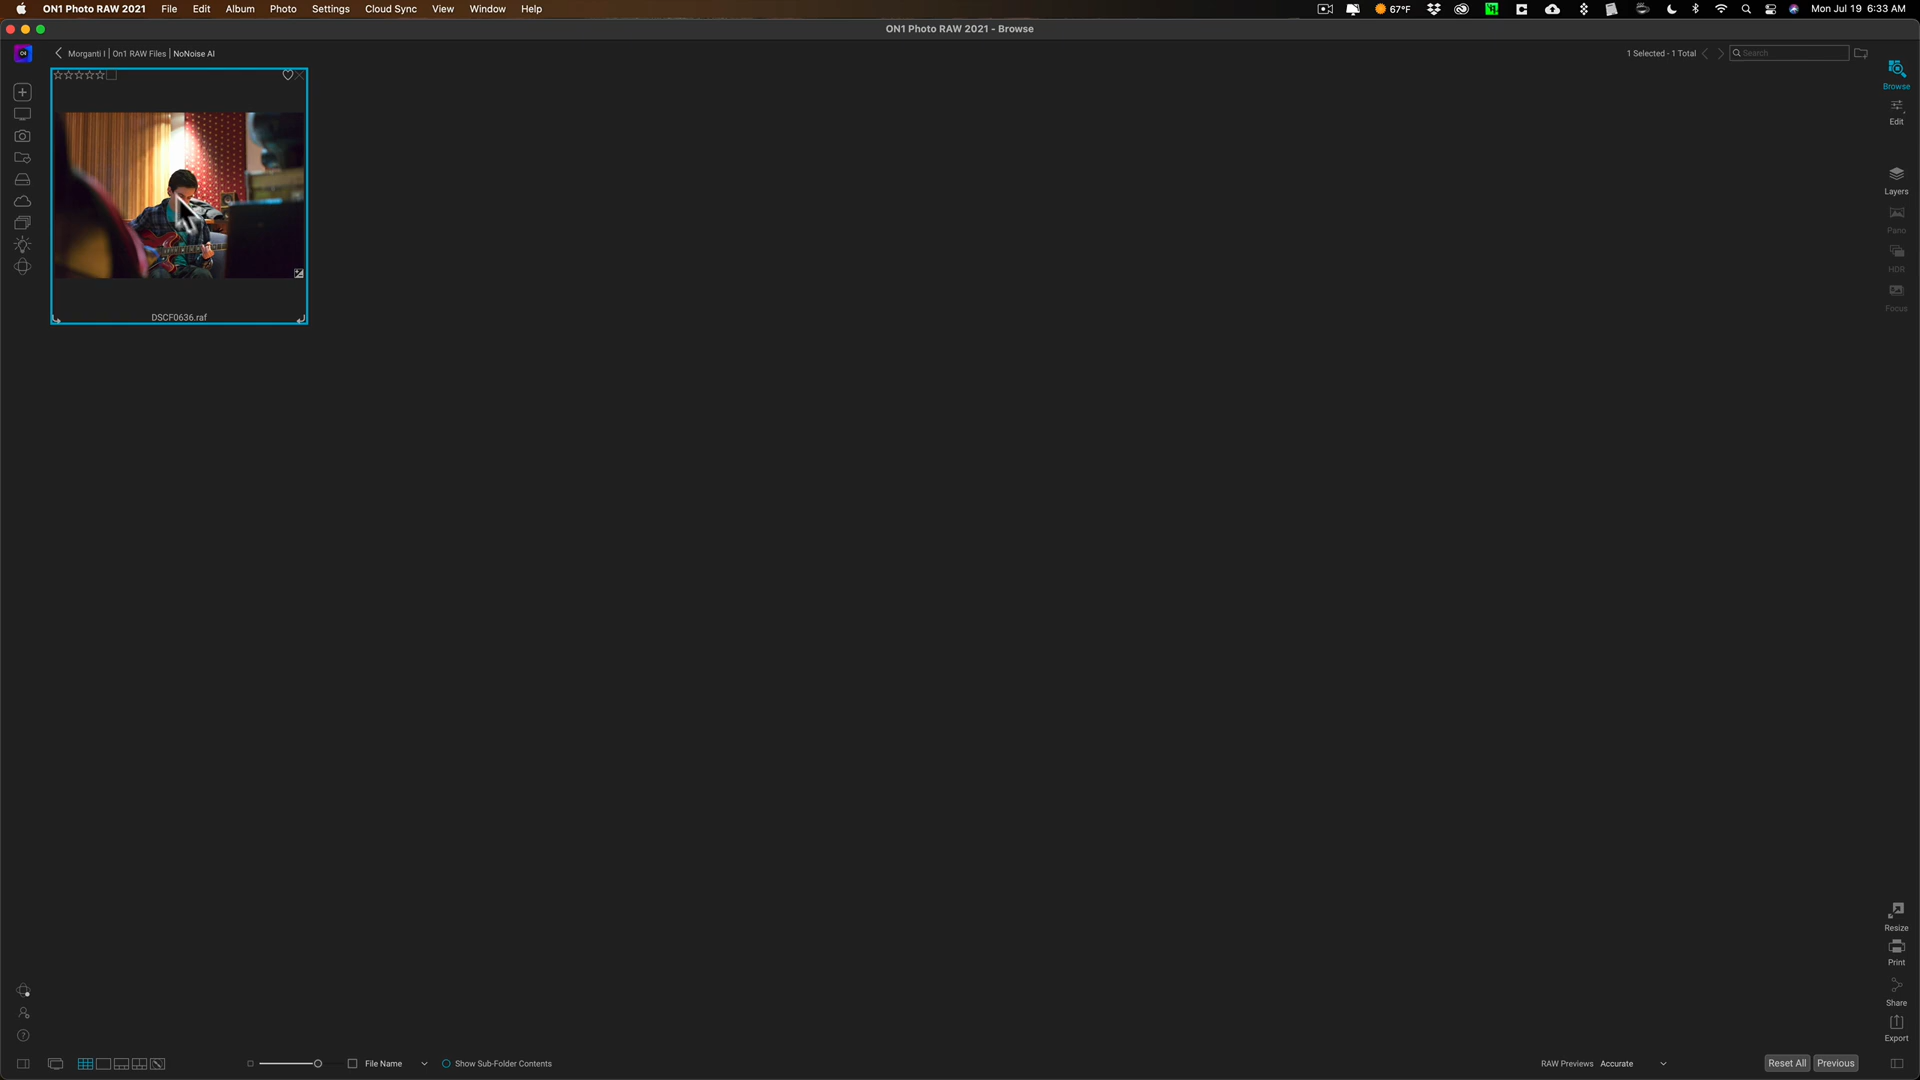 ON1 Photo RAW 2021 File Edit Album Photo Settings Cloud Sync View Window Help 67°F Mon Jul 19 6:33 AM
ON1 Photo RAW 2021 - Browse
Morganti I | On1 RAW Files | NoNoise AI 1 Selected - 1 Total Search
Browse
Edit
Layers
Pano
HDR
Focus
DSCF0636.raf
Resize
Print
Share
Export
File Name Show Sub-Folder Contents RAW Previews Accurate Reset All Previous